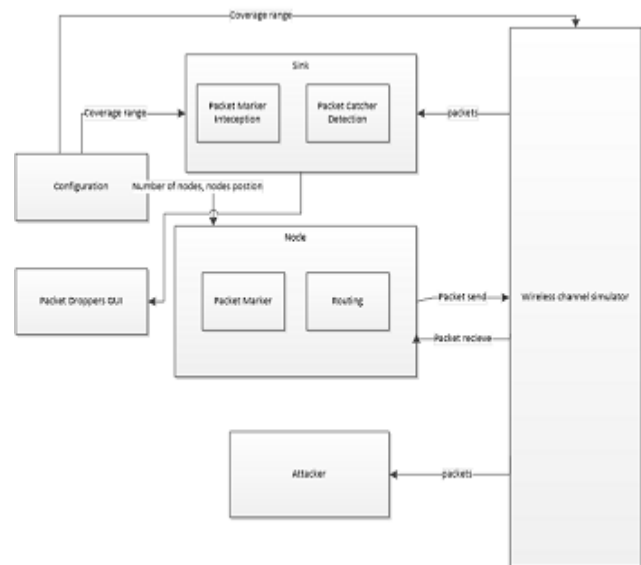 Coverage range
Sink
Packet Marker
Inteception
Packet Catcher
Detection
Coverage range
packets
Configuration
Number of nodes, nodes postion
Node
Packet Marker
Routing
Packet Droppers GUI
Packet send
Wireless channel simulator
Packet recieve
Attacker
packets